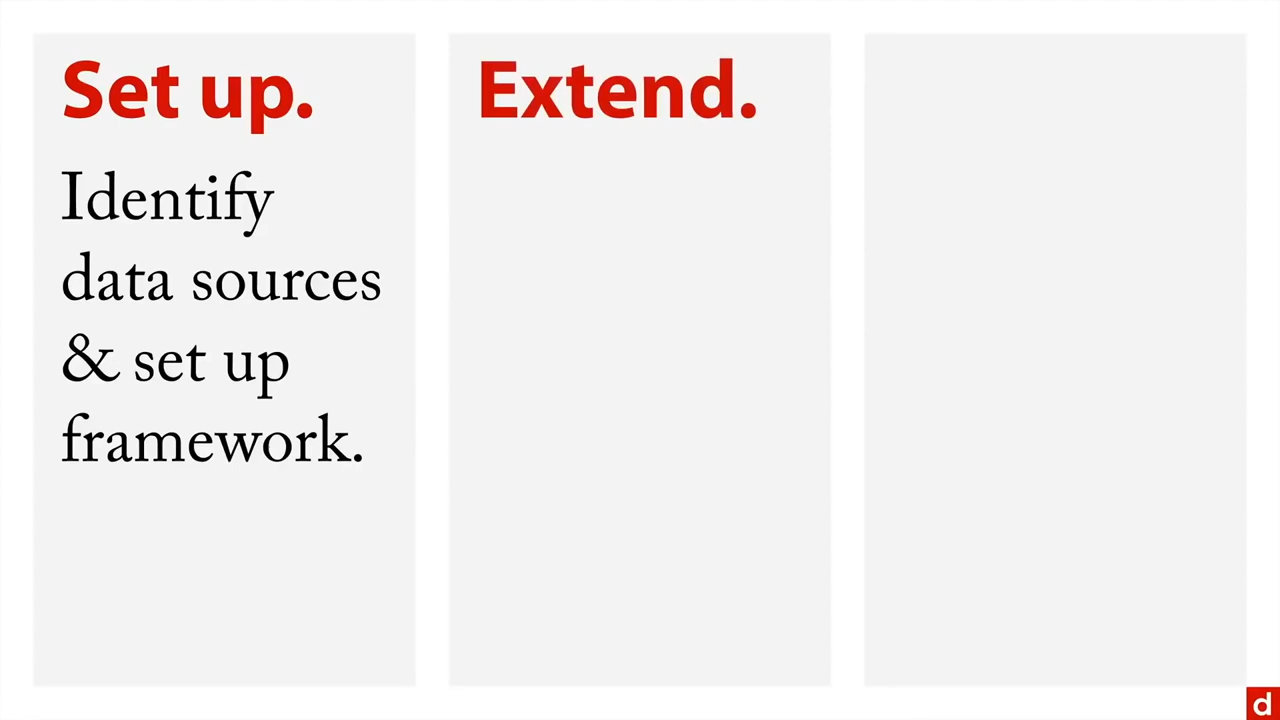 Set up.
Identify
data sources
& set up
framework.
Extend.
d